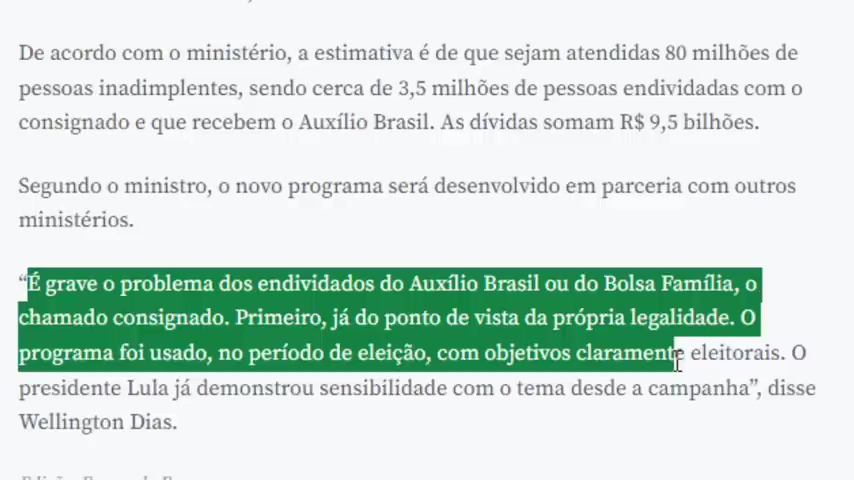 De acordo com o ministério, a estimativa é de que sejam atendidas 80 milhões de
pessoas inadimplentes, sendo cerca de 3,5 milhões de pessoas endividadas com o
consignado e que recebem o Auxílio Brasil. As dívidas somam R$ 9,5 bilhões.
Segundo o ministro, o novo programa será desenvolvido em parceria com outros
ministérios.
“É grave o problema dos endividados do Auxílio Brasil ou do Bolsa Família, o
chamado consignado. Primeiro, já do ponto de vista da própria legalidade. O
programa foi usado, no período de eleição, com objetivos claramente eleitorais. O
presidente Lula já demonstrou sensibilidade com o tema desde a campanha”, disse
Wellington Dias.